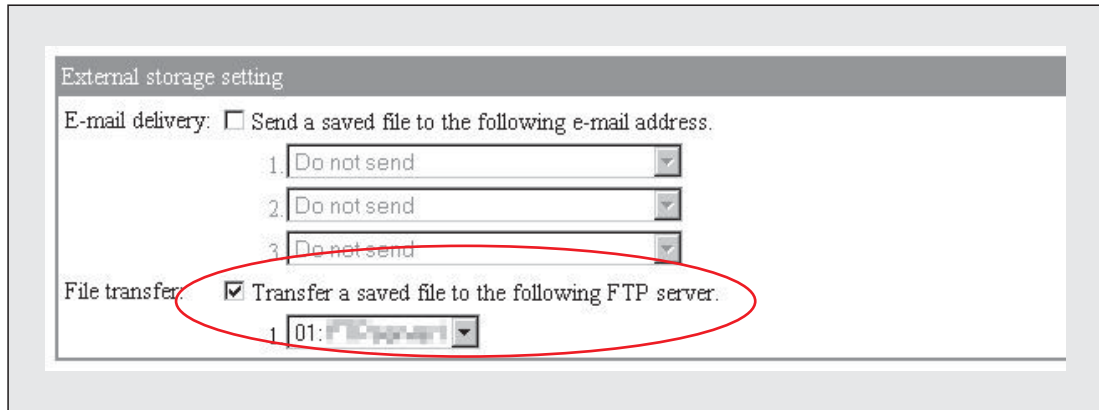 External storage setting
E-mail delivery: Send a saved file to the following e-mail address.
1. Do not send
2. Do not send
3. Do not send
File transfer: Transfer a saved file to the following FTP server.
1. 01: